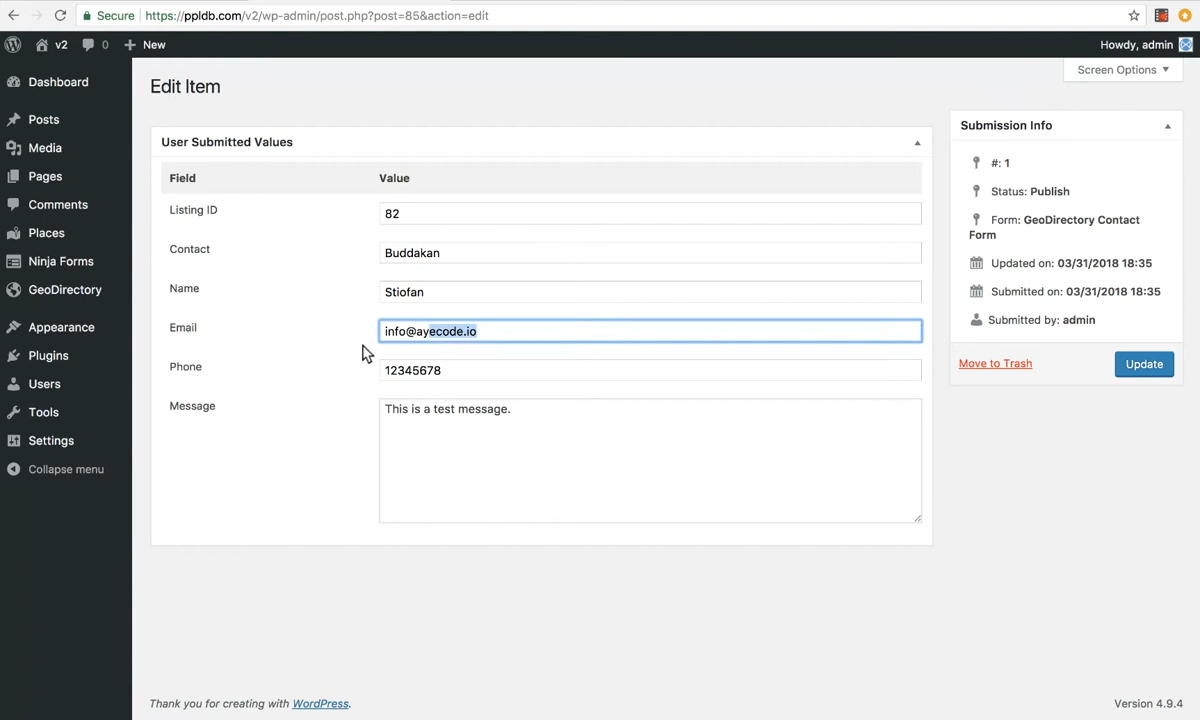 Secure https://ppldb.com/v2/wp-admin/post.php?post=85&action=edit
v2 0 New Howdy, admin
Screen Options
Edit Item
Dashboard
Posts
Media
Pages
Comments
Places
Ninja Forms
GeoDirectory
Appearance
Plugins
Users
Tools
Settings
Collapse menu
User Submitted Values
Field Value
Listing ID 82
Contact Buddakan
Name Stiofan
Email info@ayecode.io
Phone 12345678
Message This is a test message.
Submission Info
#: 1
Status: Publish
Form: GeoDirectory Contact
Form
Updated on: 03/31/2018 18:35
Submitted on: 03/31/2018 18:35
Submitted by: admin
Move to Trash Update
Thank you for creating with WordPress. Version 4.9.4